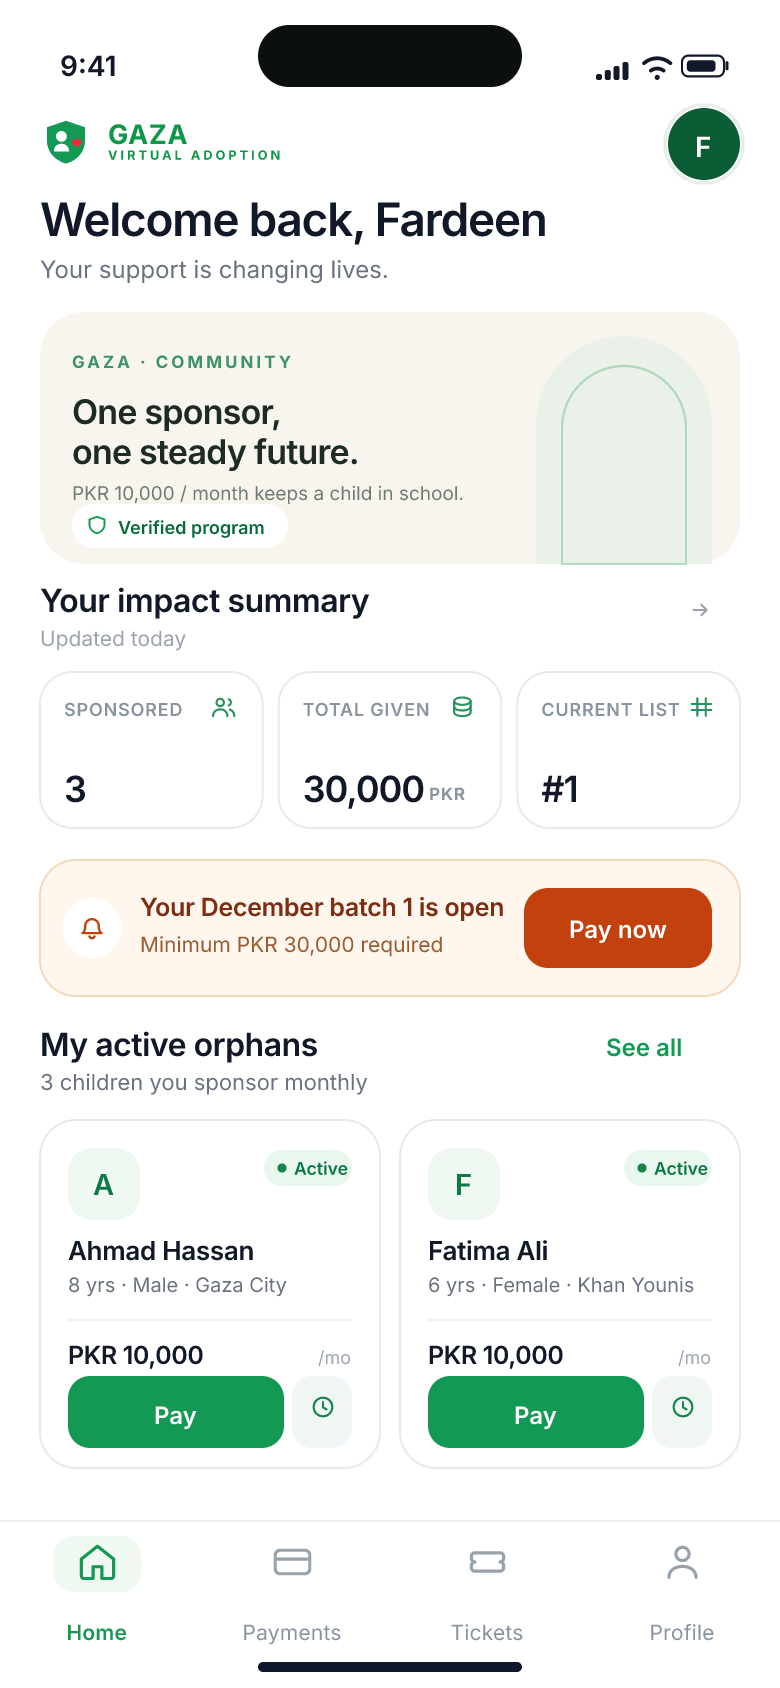 9:41
GAZA
VIRTUAL ADOPTION
F
Welcome back, Fardeen
Your support is changing lives.
GAZA · COMMUNITY
One sponsor,
one steady future.
PKR 10,000 / month keeps a child in school.
Verified program
Your impact summary
Updated today
SPONSORED
3
TOTAL GIVEN
30,000 PKR
CURRENT LIST
#1
Your December batch 1 is open
Minimum PKR 30,000 required
Pay now
My active orphans
See all
3 children you sponsor monthly
A
Active
Ahmad Hassan
8 yrs · Male · Gaza City
PKR 10,000 /mo
Pay
F
Active
Fatima Ali
6 yrs · Female · Khan Younis
PKR 10,000 /mo
Pay
Home
Payments
Tickets
Profile